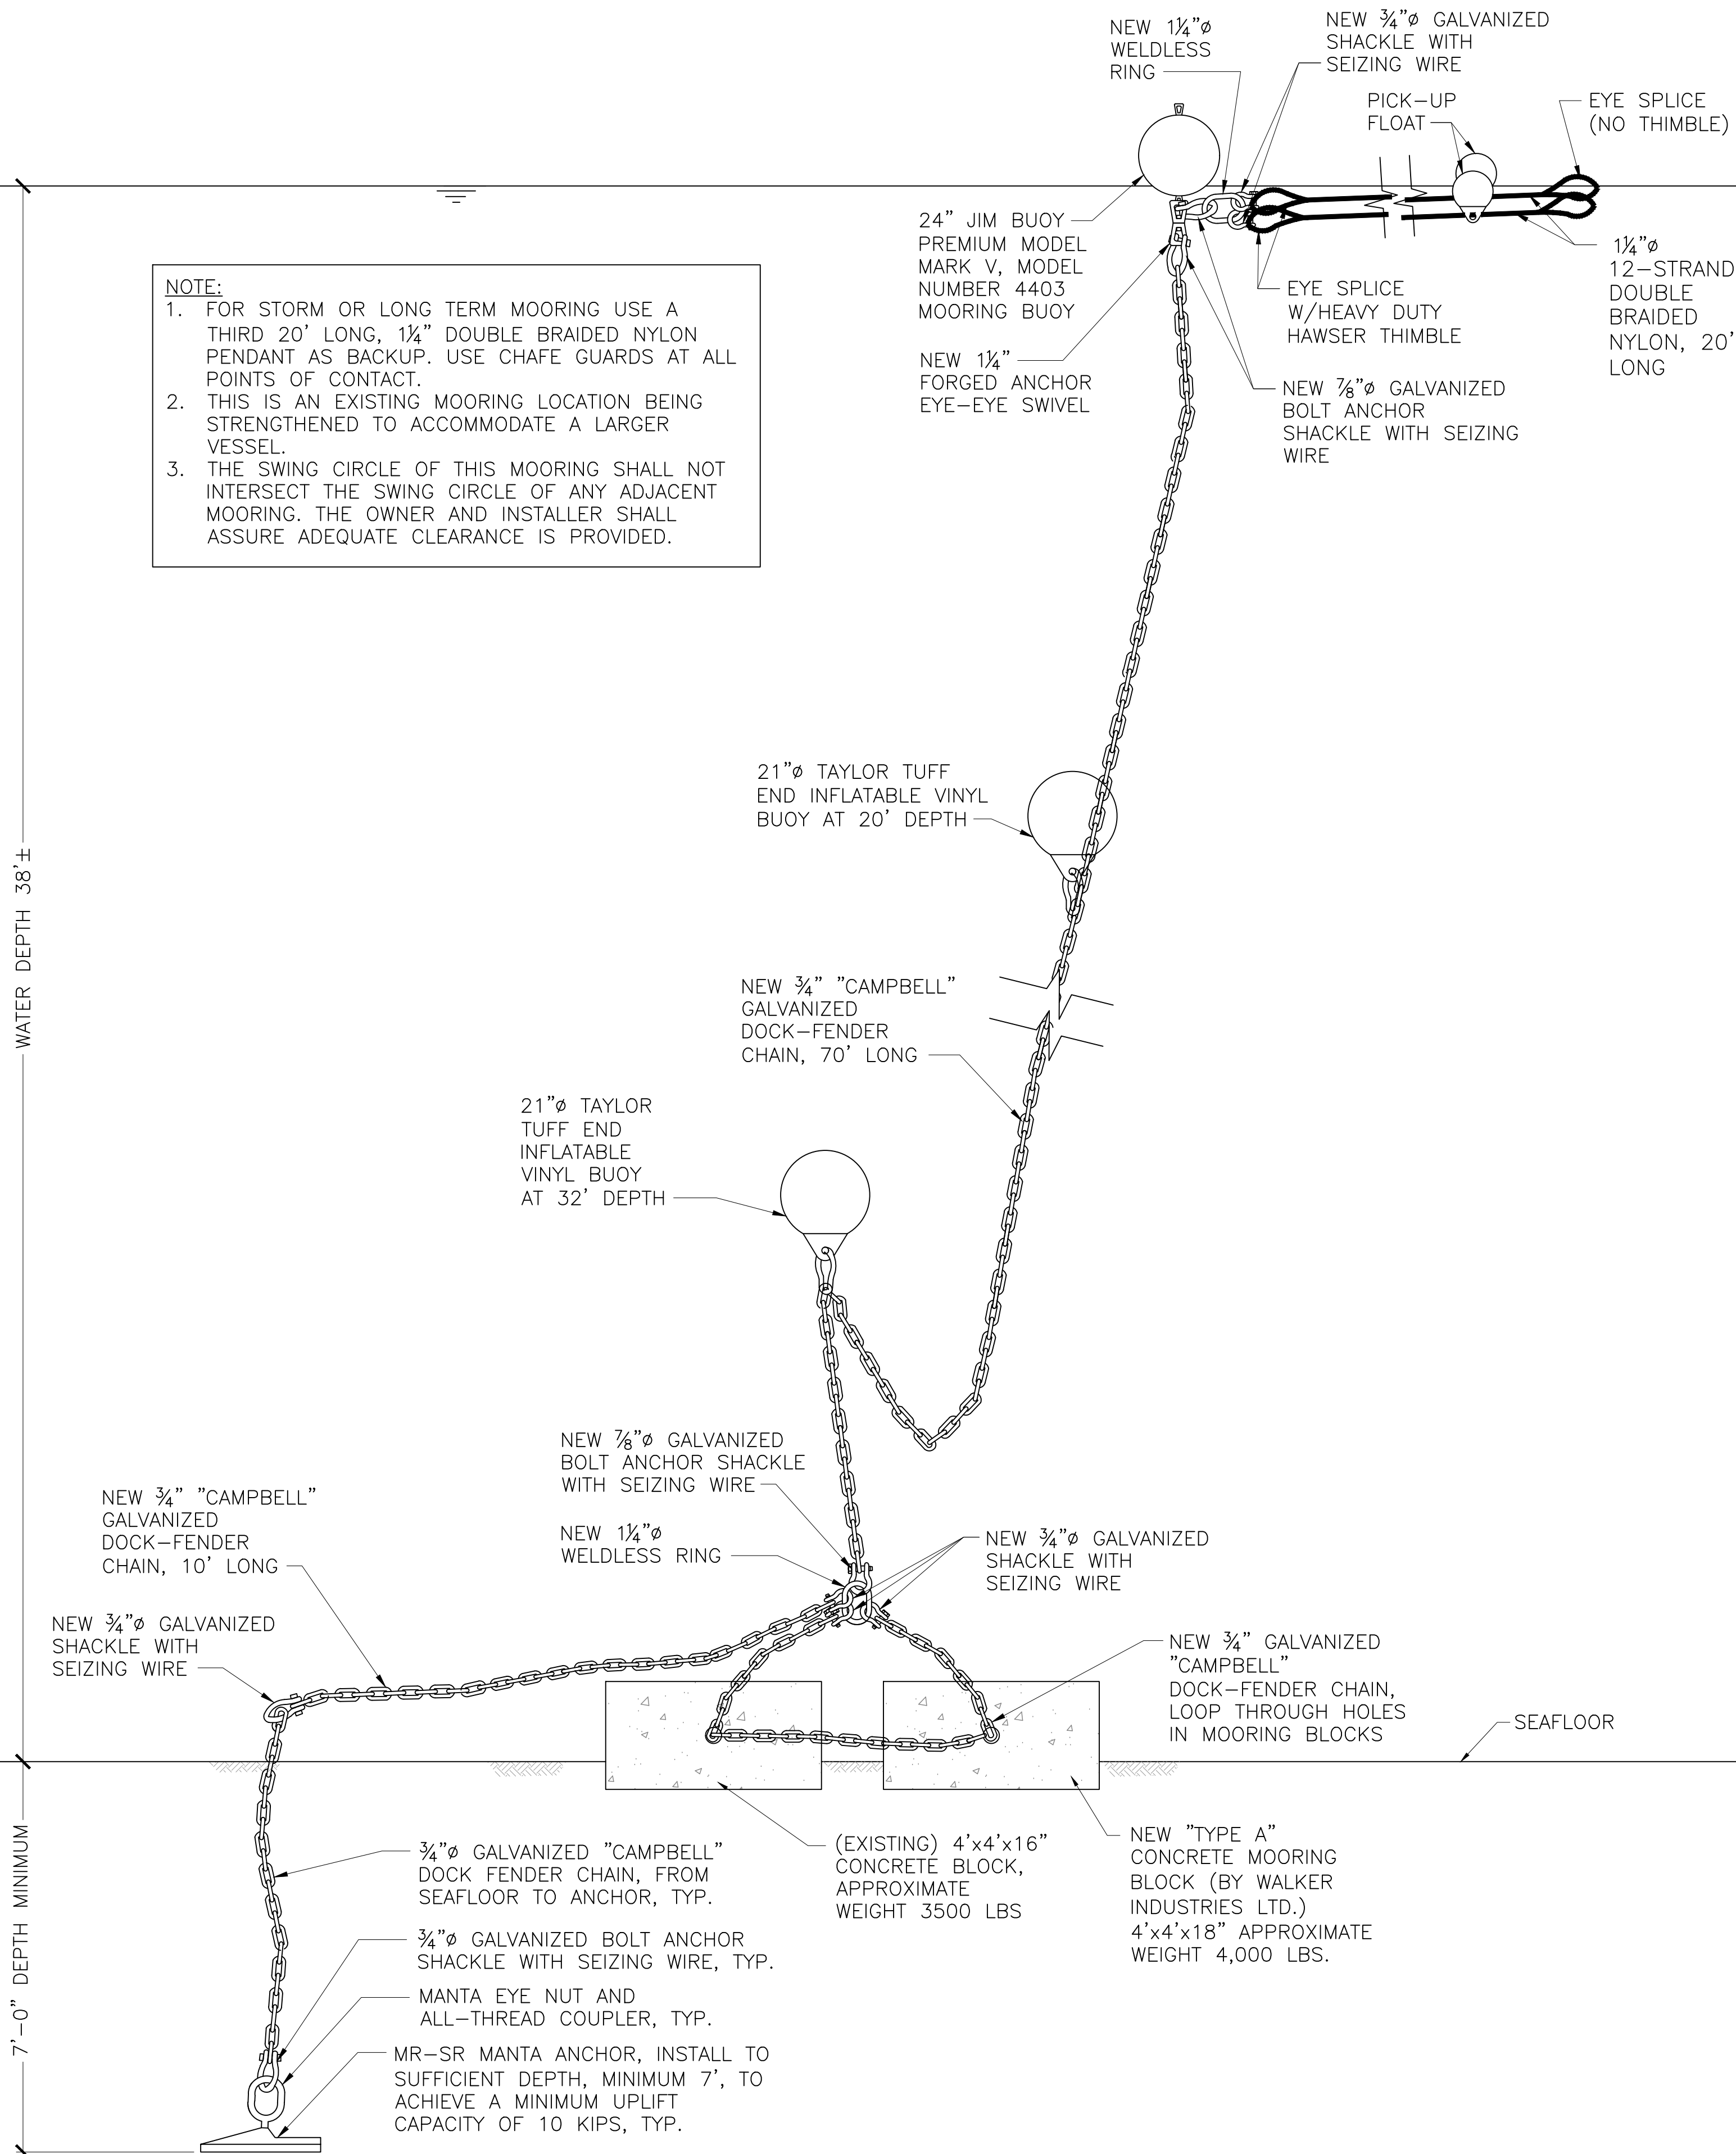 NEW 1¼"ø
WELDLESS
RING
NEW ¾"ø GALVANIZED
SHACKLE WITH
SEIZING WIRE
PICK-UP
FLOAT
EYE SPLICE
(NO THIMBLE)
24" JIM BUOY
PREMIUM MODEL
MARK V, MODEL
NUMBER 4403
MOORING BUOY
NEW 1¼"
FORGED ANCHOR
EYE-EYE SWIVEL
EYE SPLICE
W/HEAVY DUTY
HAWSER THIMBLE
1¼"ø
12-STRAND
DOUBLE
BRAIDED
NYLON, 20'
LONG
NEW ⅞"ø GALVANIZED
BOLT ANCHOR
SHACKLE WITH SEIZING
WIRE
NOTE:
1. FOR STORM OR LONG TERM MOORING USE A
THIRD 20' LONG, 1¼" DOUBLE BRAIDED NYLON
PENDANT AS BACKUP. USE CHAFE GUARDS AT ALL
POINTS OF CONTACT.
2. THIS IS AN EXISTING MOORING LOCATION BEING
STRENGTHENED TO ACCOMMODATE A LARGER
VESSEL.
3. THE SWING CIRCLE OF THIS MOORING SHALL NOT
INTERSECT THE SWING CIRCLE OF ANY ADJACENT
MOORING. THE OWNER AND INSTALLER SHALL
ASSURE ADEQUATE CLEARANCE IS PROVIDED.
WATER DEPTH 38'±
21"ø TAYLOR TUFF
END INFLATABLE VINYL
BUOY AT 20' DEPTH
NEW ¾" "CAMPBELL"
GALVANIZED
DOCK-FENDER
CHAIN, 70' LONG
21"ø TAYLOR
TUFF END
INFLATABLE
VINYL BUOY
AT 32' DEPTH
NEW ⅞"ø GALVANIZED
BOLT ANCHOR SHACKLE
WITH SEIZING WIRE
NEW 1¼"ø
WELDLESS RING
NEW ¾"ø GALVANIZED
SHACKLE WITH
SEIZING WIRE
NEW ¾" "CAMPBELL"
GALVANIZED
DOCK-FENDER
CHAIN, 10' LONG
NEW ¾"ø GALVANIZED
SHACKLE WITH
SEIZING WIRE
NEW ¾" GALVANIZED
"CAMPBELL"
DOCK-FENDER CHAIN,
LOOP THROUGH HOLES
IN MOORING BLOCKS
SEAFLOOR
7'-0" DEPTH MINIMUM
¾"ø GALVANIZED "CAMPBELL"
DOCK FENDER CHAIN, FROM
SEAFLOOR TO ANCHOR, TYP.
(EXISTING) 4'x4'x16"
CONCRETE BLOCK,
APPROXIMATE
WEIGHT 3500 LBS
NEW "TYPE A"
CONCRETE MOORING
BLOCK (BY WALKER
INDUSTRIES LTD.)
4'x4'x18" APPROXIMATE
WEIGHT 4,000 LBS.
¾"ø GALVANIZED BOLT ANCHOR
SHACKLE WITH SEIZING WIRE, TYP.
MANTA EYE NUT AND
ALL-THREAD COUPLER, TYP.
MR-SR MANTA ANCHOR, INSTALL TO
SUFFICIENT DEPTH, MINIMUM 7', TO
ACHIEVE A MINIMUM UPLIFT
CAPACITY OF 10 KIPS, TYP.